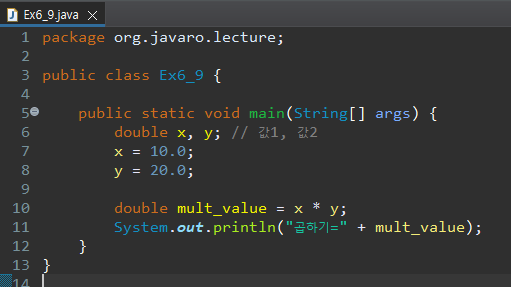 Ex6_9.java
1 package org.javaro.lecture;
2
3 public class Ex6_9 {
4
5 public static void main(String[] args) {
6 double x, y; // 값1, 값2
7 x = 10.0;
8 y = 20.0;
9
10 double mult_value = x * y;
11 System.out.println("곱하기=" + mult_value);
12 }
13 }
14